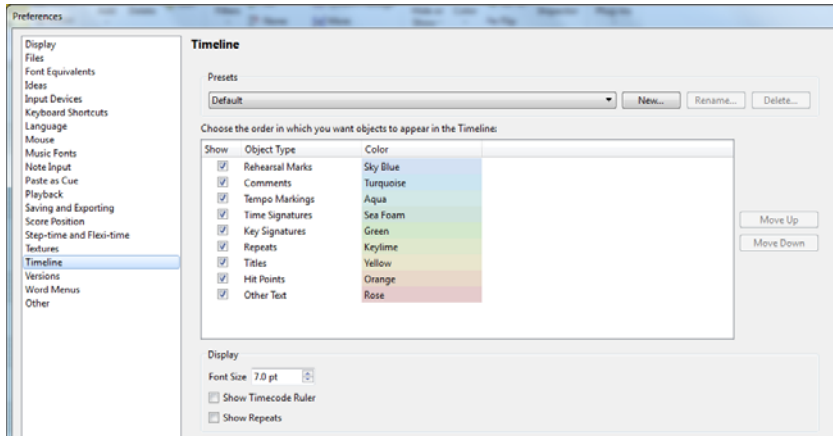 Preferences
Display
Files
Font Equivalents
Ideas
Input Devices
Keyboard Shortcuts
Language
Mouse
Music Fonts
Note Input
Paste as Cue
Playback
Saving and Exporting
Score Position
Step-time and Flexi-time
Textures
Timeline
Versions
Word Menus
Other
Timeline
Presets
Default New... Rename... Delete...
Choose the order in which you want objects to appear in the Timeline:
Show Object Type Color
Rehearsal Marks Sky Blue
Comments Turquoise
Tempo Markings Aqua
Time Signatures Sea Foam
Key Signatures Green
Repeats Keylime
Titles Yellow
Hit Points Orange
Other Text Rose
Move Up
Move Down
Display
Font Size 7.0 pt
Show Timecode Ruler
Show Repeats